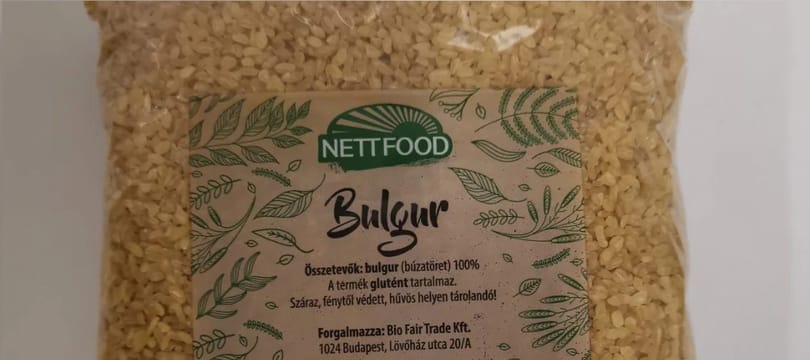 NETTFOOD
Bulgur
Összetevők: bulgur (búzatöret) 100%
A termék glutént tartalmaz.
Száraz, fénytől védett, hűvös helyen tárolandó!
Forgalmazza: Bio Fair Trade Kft.
1024 Budapest, Lövőház utca 20/A